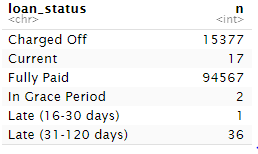 loan_status n
<chr> <int>
Charged Off 15377
Current 17
Fully Paid 94567
In Grace Period 2
Late (16-30 days) 1
Late (31-120 days) 36